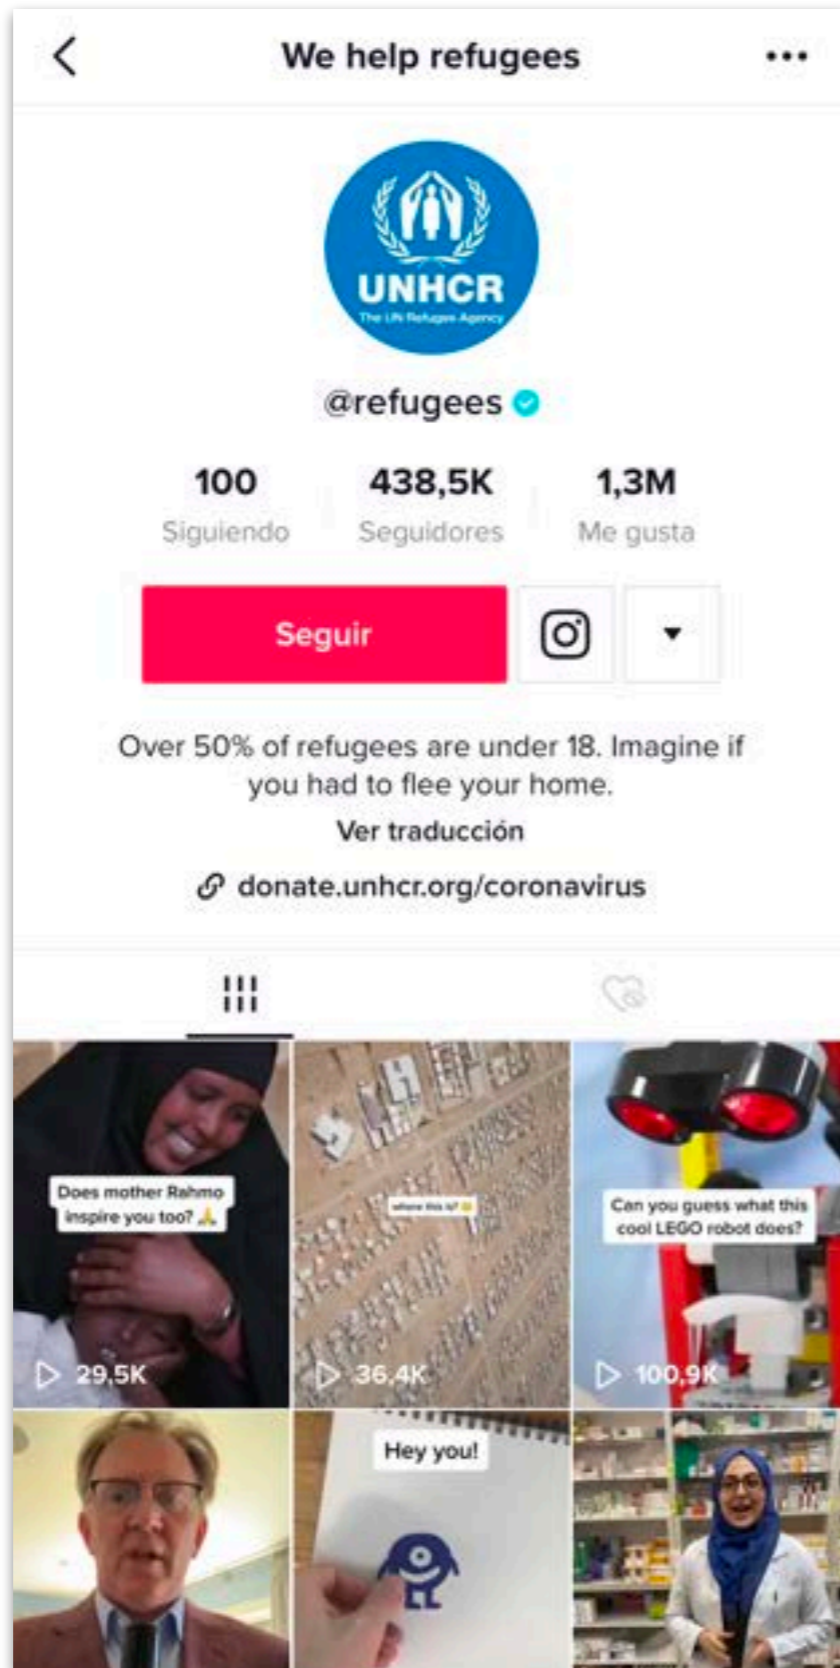 We help refugees
UNHCR
The UN Refugee Agency
@refugees
100
438,5K
1,3M
Siguiendo
Seguidores
Me gusta
Seguir
Over 50% of refugees are under 18. Imagine if
you had to flee your home.
Ver traducción
donate.unhcr.org/coronavirus
Does mother Rahmo
inspire you too? 🙏
where this is?
Can you guess what this
cool LEGO robot does?
29,5K
36,4K
100,9K
Hey you!